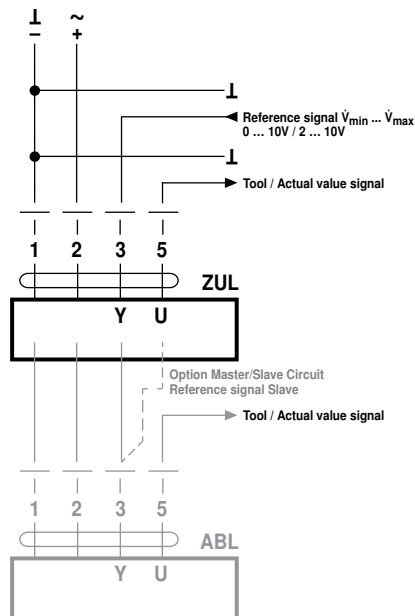 ⊥ ~
– +
⊥
Reference signal V̇min ... V̇max
0 ... 10V / 2 ... 10V
⊥
Tool / Actual value signal
1 2 3 5
ZUL
Y U
Option Master/Slave Circuit
Reference signal Slave
Tool / Actual value signal
1 2 3 5
ABL
Y U